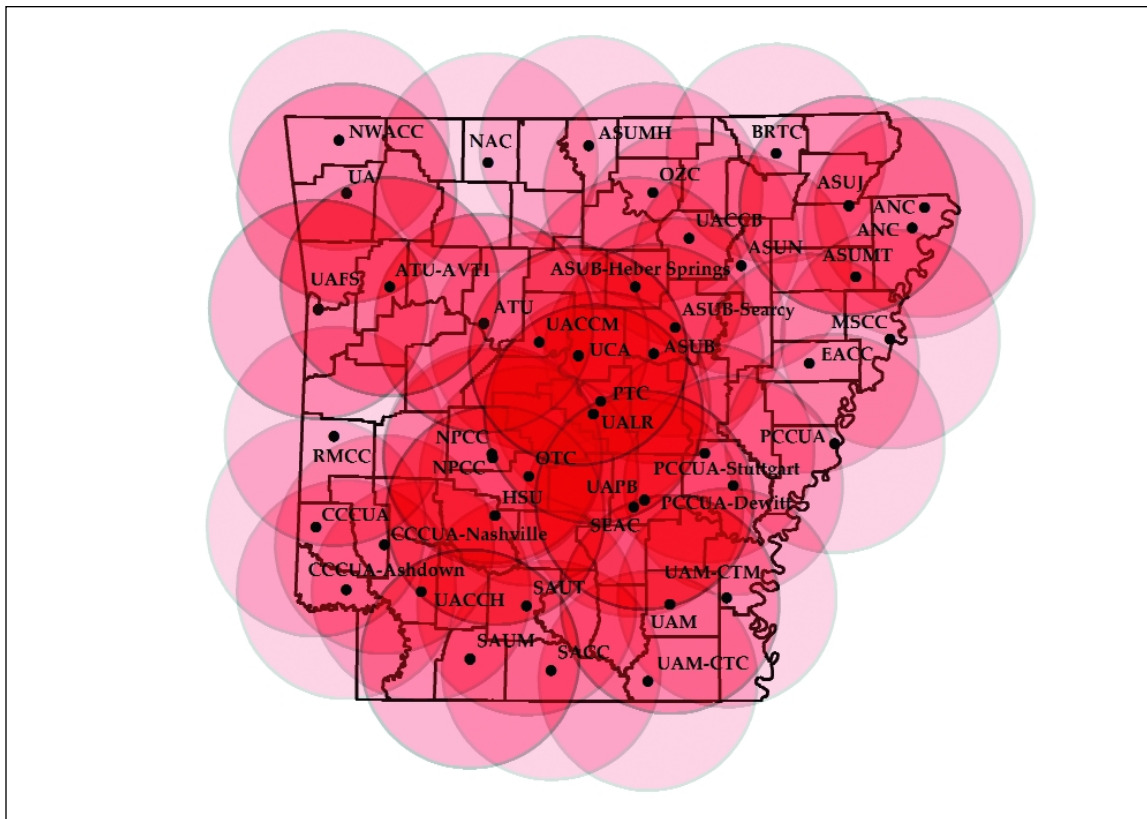 NWACC
NAC
ASUMH
BRTC
UA
OZC
ASUJ
ANC
UACCB
ANC
ASUN
ASUMT
UAFS
ATU-AVTI
ASUB-Heber Springs
ATU
ASUB-Searcy
UACCM
MSCC
UCA
ASUB
EACC
PTC
UALR
NPCC
PCCUA
RMCC
NPCC
OTC
PCCUA-Stuttgart
UAPB
HSU
PCCUA-Dewitt
CCCUA
SEAC
CCCUA-Nashville
CCCUA-Ashdown
UAM-CTM
SAUT
UACCH
UAM
SAUM
SACC
UAM-CTC